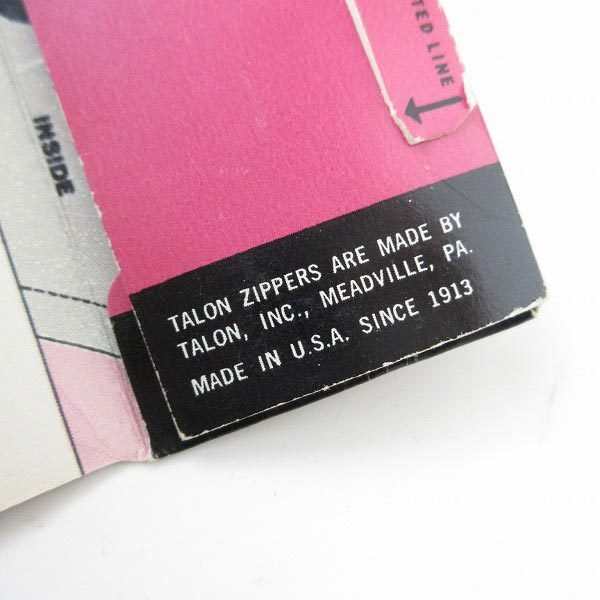 TED LINE
INSIDE
TALON ZIPPERS ARE MADE BY
TALON, INC., MEADVILLE, PA.
MADE IN U.S.A. SINCE 1913